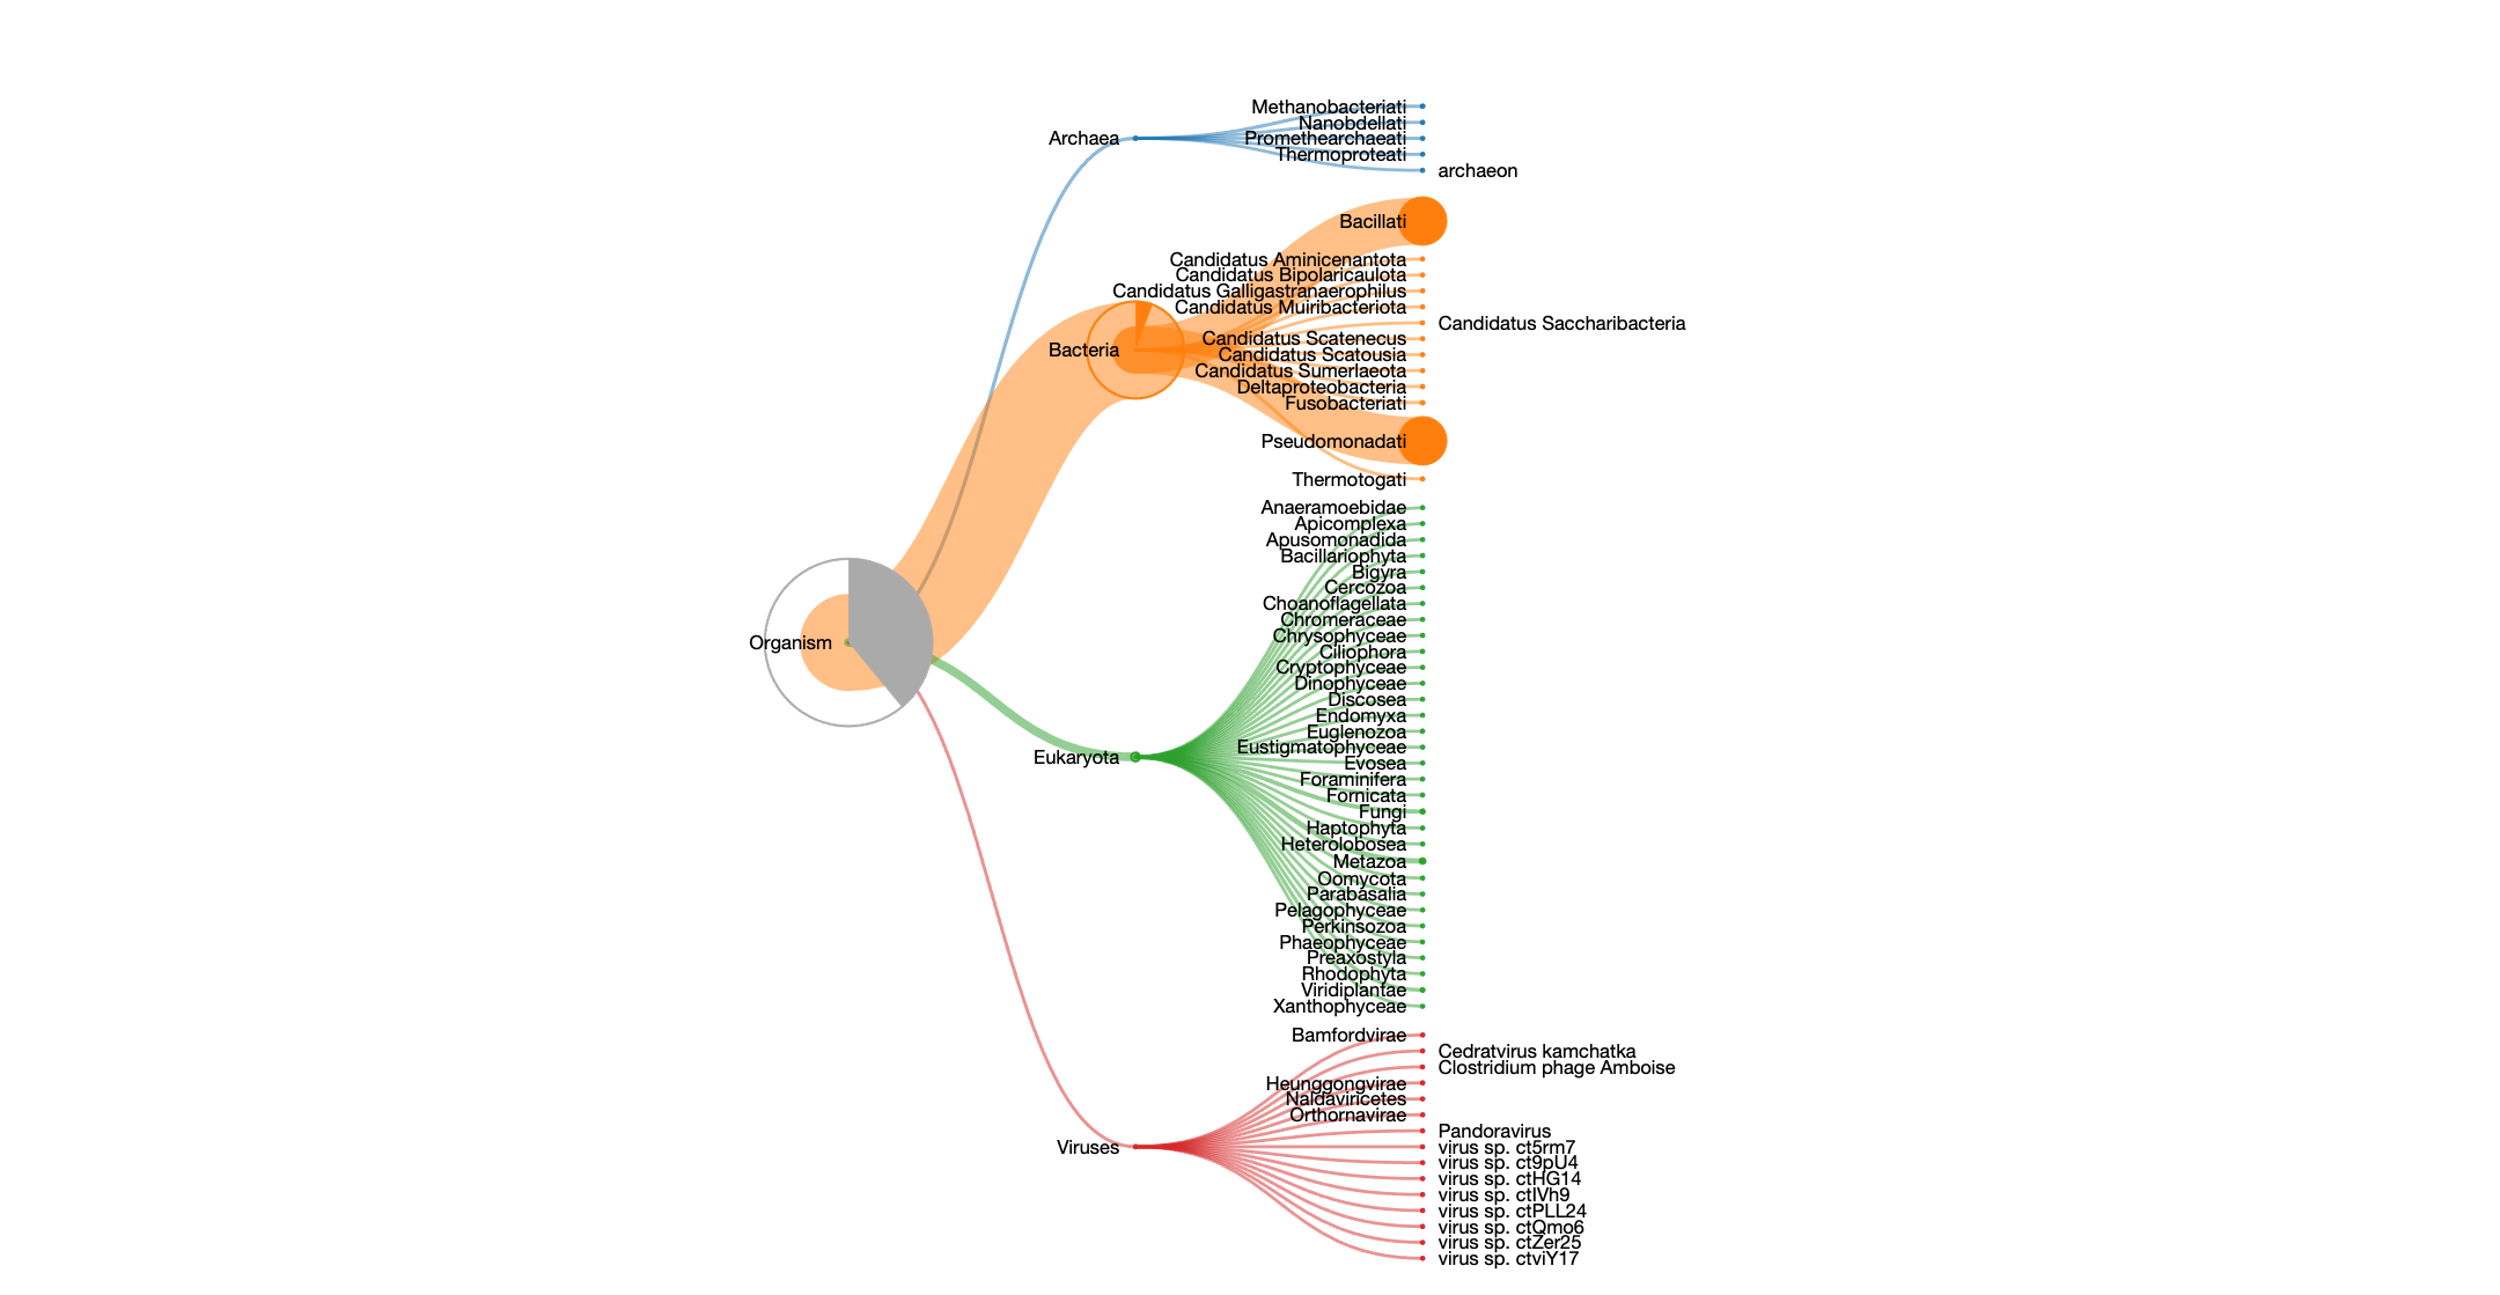 Methanobacteriati
Nanobdellati
Archaea
Promethearchaeati
Thermoproteati
archaeon
Bacillati
Candidatus Aminicenantota
Candidatus Bipolaricaulota
Candidatus Galligastranaerophilus
Candidatus Muiribacteriota
Candidatus Saccharibacteria
Candidatus Scatenecus
Bacteria
Candidatus Scatousia
Candidatus Sumerlaeota
Deltaproteobacteria
Fusobacteriati
Pseudomonadati
Thermotogati
Anaeramoebidae
Apicomplexa
Apusomonadida
Bacillariophyta
Bigyra
Cercozoa
Choanoflagellata
Chromeraceae
Chrysophyceae
Organism
Ciliophora
Cryptophyceae
Dinophyceae
Discosea
Endomyxa
Euglenozoa
Eustigmatophyceae
Eukaryota
Evosea
Foraminifera
Fornicata
Fungi
Haptophyta
Heterolobosea
Metazoa
Oomycota
Parabasalia
Pelagophyceae
Perkinsozoa
Phaeophyceae
Preaxostyla
Rhodophyta
Viridiplantae
Xanthophyceae
Bamfordvirae
Cedratvirus kamchatka
Clostridium phage Amboise
Heunggongvirae
Naldaviricetes
Orthornavirae
Pandoravirus
Viruses
virus sp. ct5rm7
virus sp. ct9pU4
virus sp. ctHG14
virus sp. ctIVh9
virus sp. ctPLL24
virus sp. ctQmo6
virus sp. ctZer25
virus sp. ctviY17